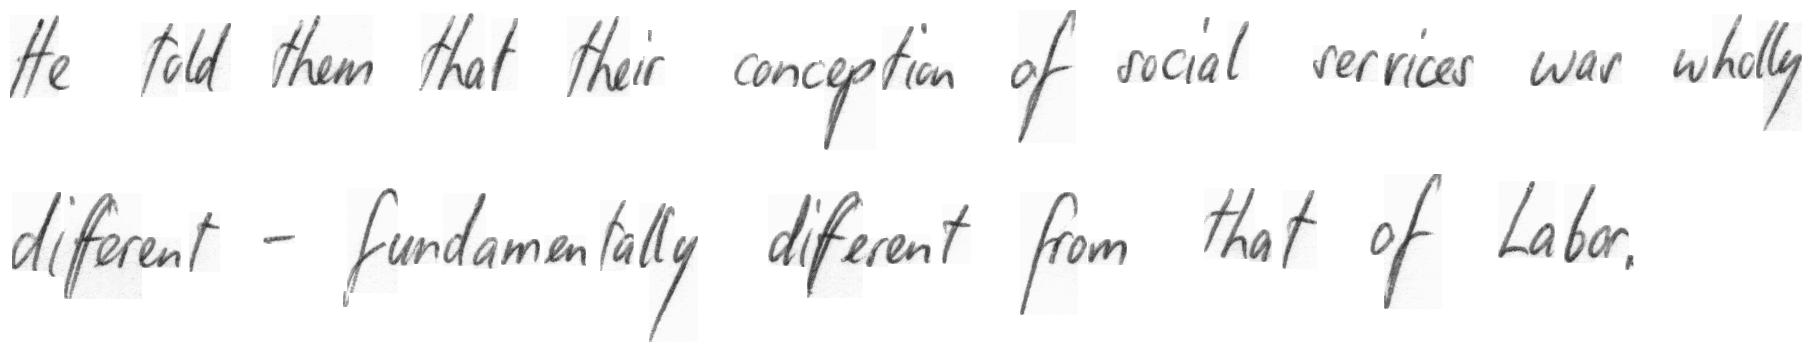 He told them that their conception of social services was wholly
different - fundamentally different from that of Labor.